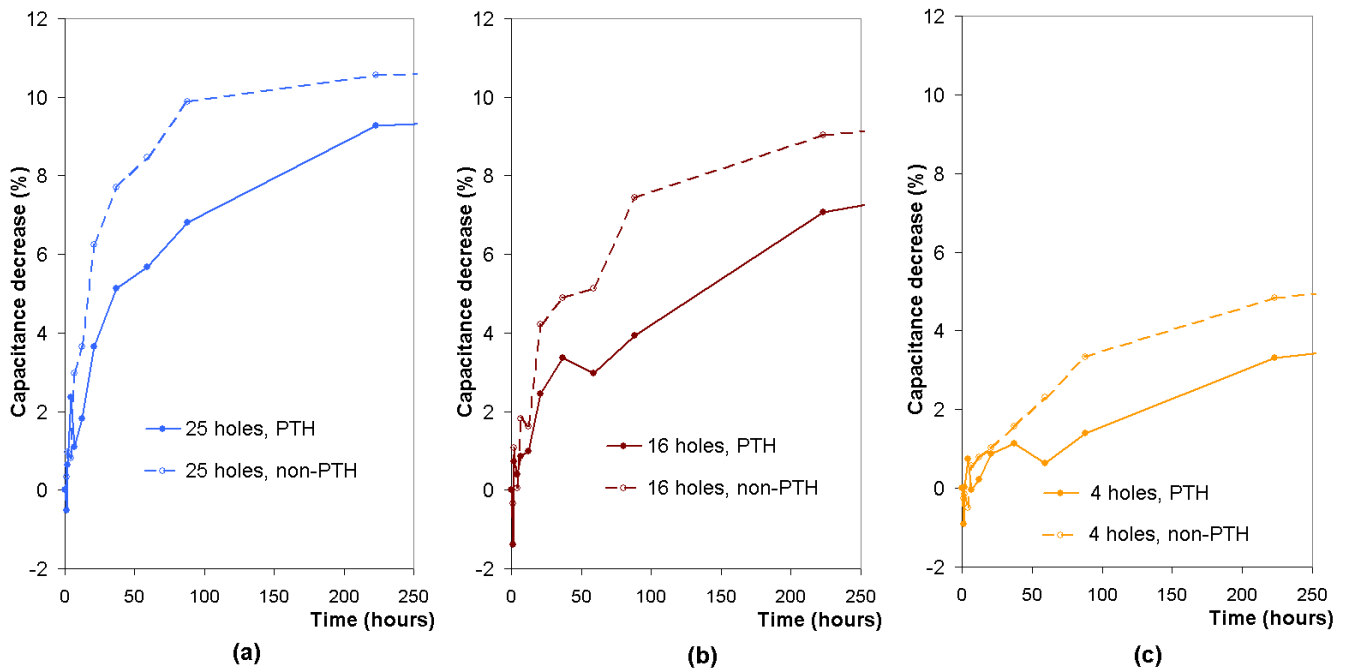 12
10
8
6
4
2
0
-2
Capacitance decrease (%)
25 holes, PTH
25 holes, non-PTH
0 50 100 150 200 250
Time (hours)
(a)
12
10
8
6
4
2
0
-2
Capacitance decrease (%)
16 holes, PTH
16 holes, non-PTH
0 50 100 150 200 250
Time (hours)
(b)
12
10
8
6
4
2
0
-2
Capacitance decrease (%)
4 holes, PTH
4 holes, non-PTH
0 50 100 150 200 250
Time (hours)
(c)